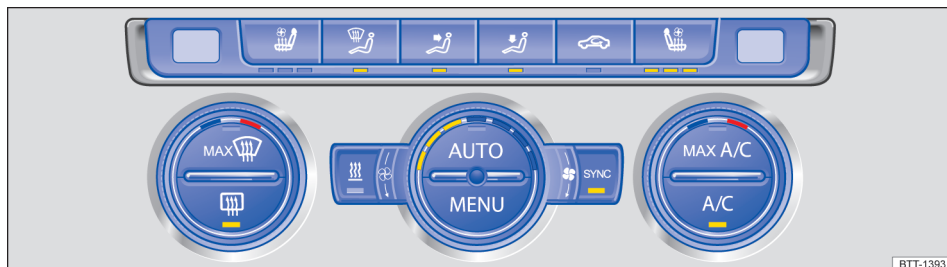 MAX
AUTO
MENU
SYNC
MAX A/C
A/C
BTT-1393